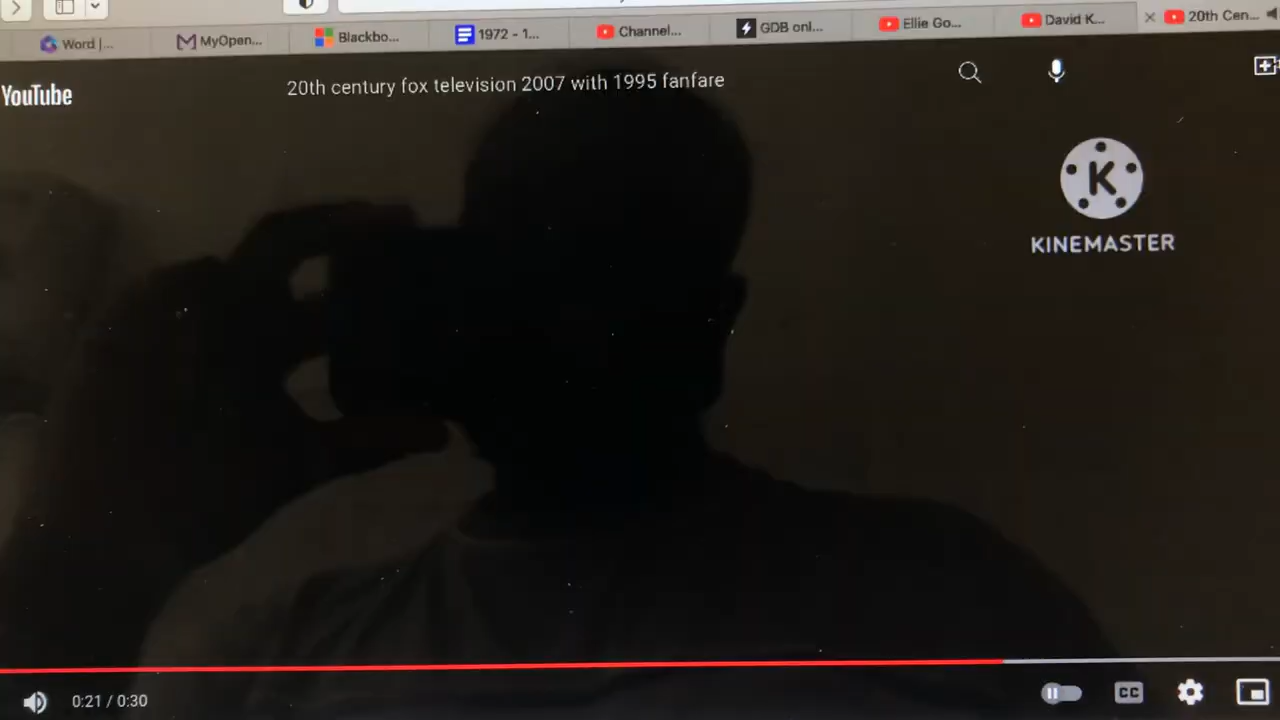 Word |...
MyOpen...
Blackbo...
1972 - 1...
Channel...
GDB onl...
Ellie Go...
David K...
20th Cen...
YouTube
20th century fox television 2007 with 1995 fanfare
K
KINEMASTER
0:21 / 0:30
CC